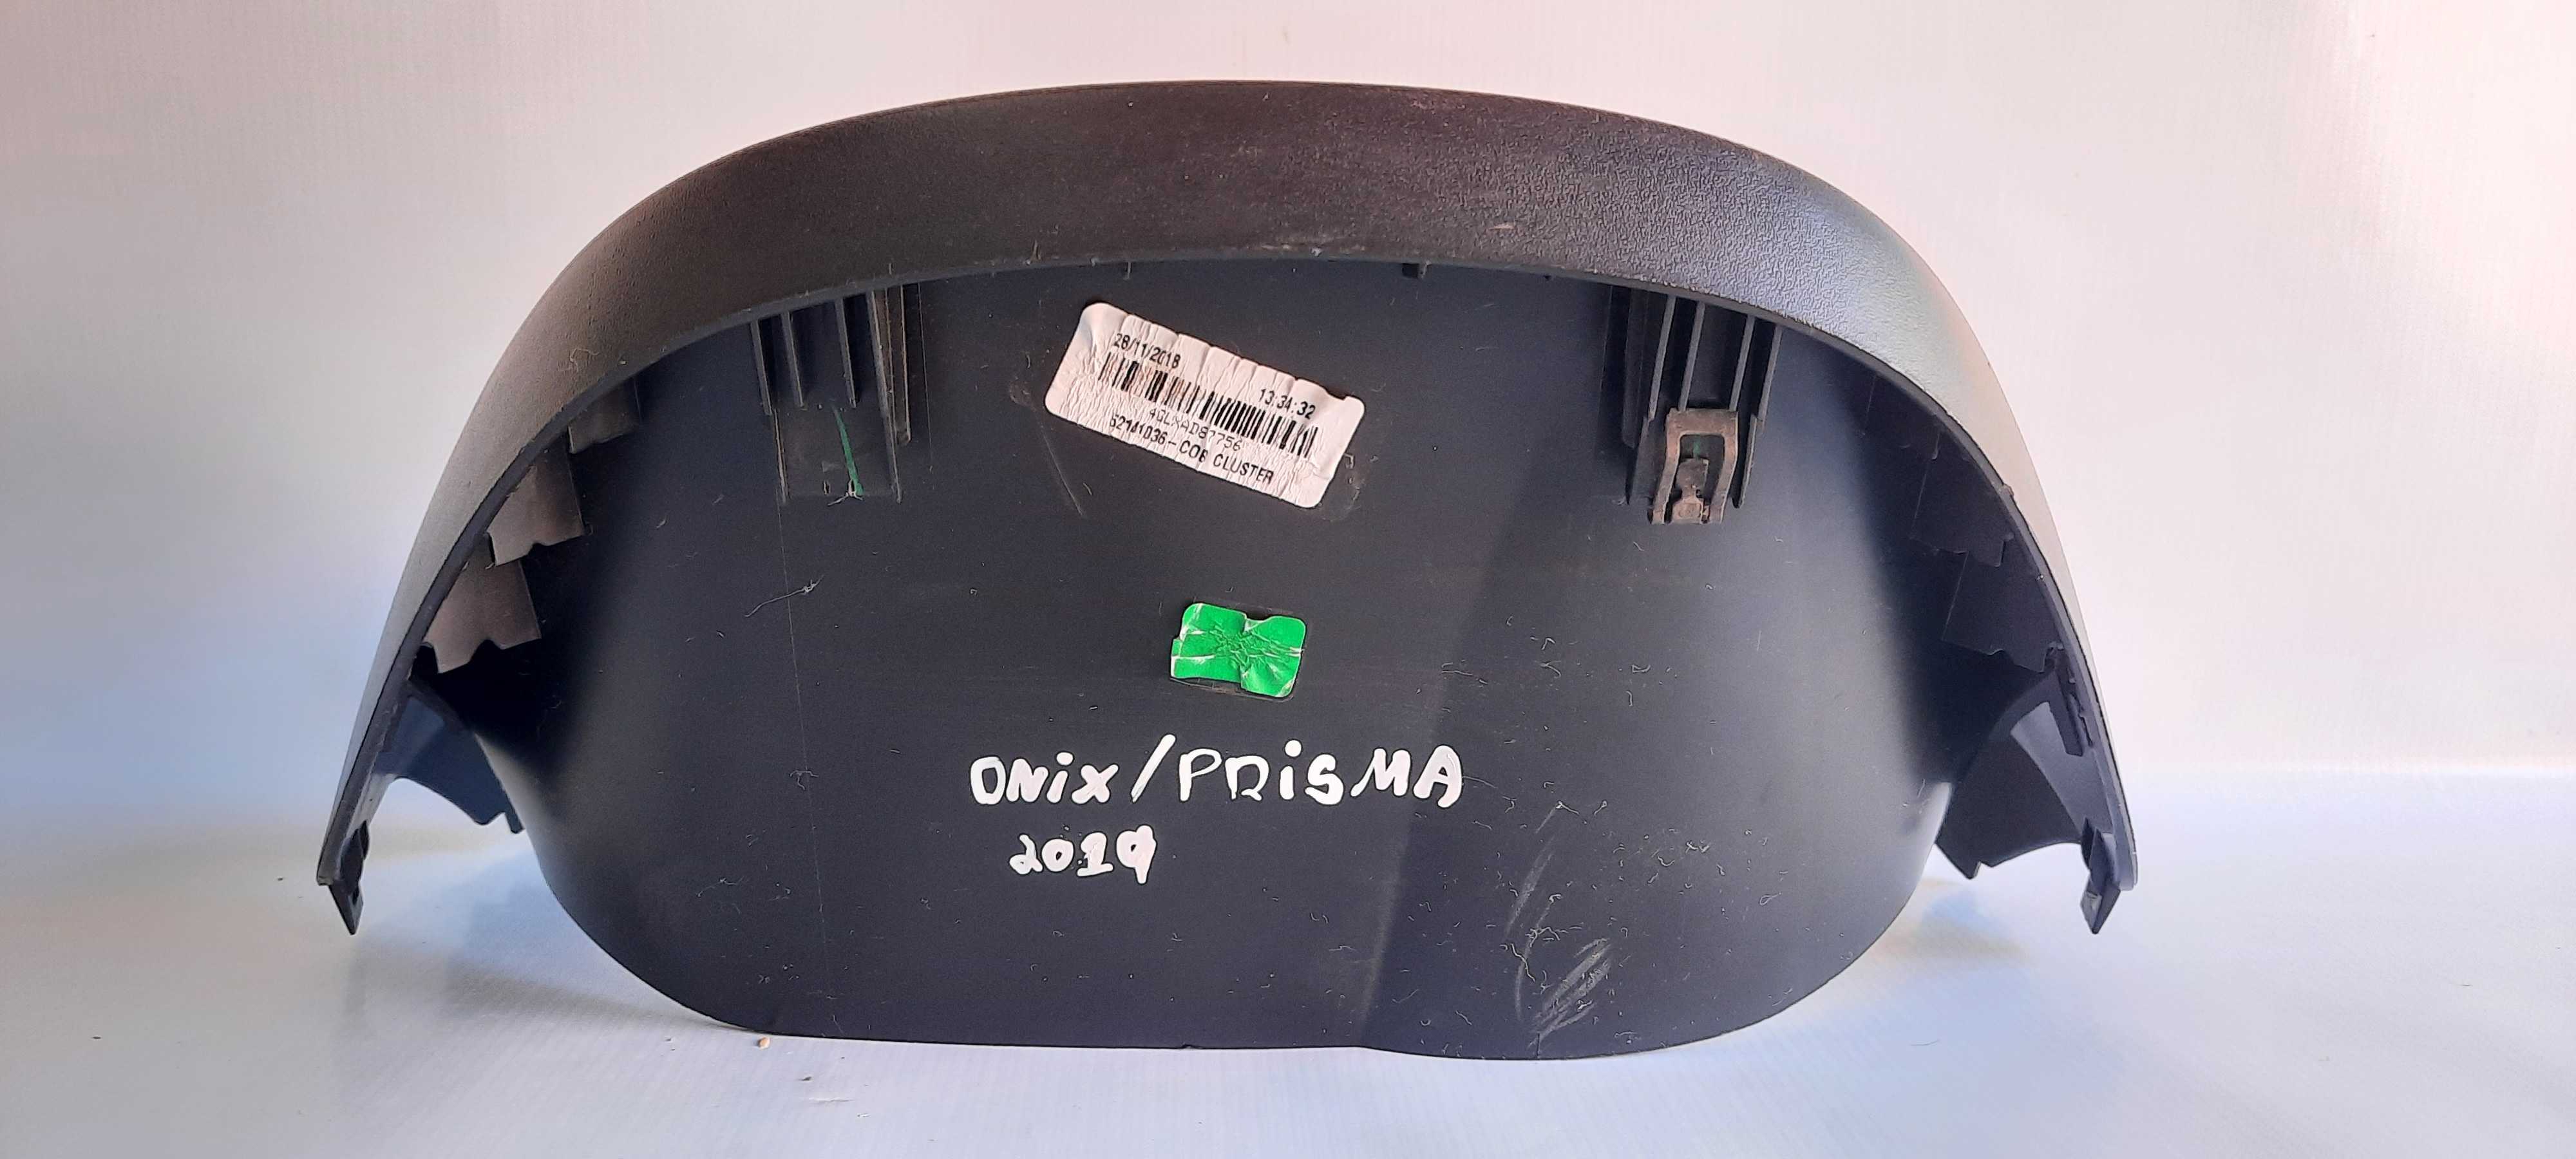 28/11/2018
13:34:32
52141036-COB CLUSTER
ONiX/PRiSMA
2019